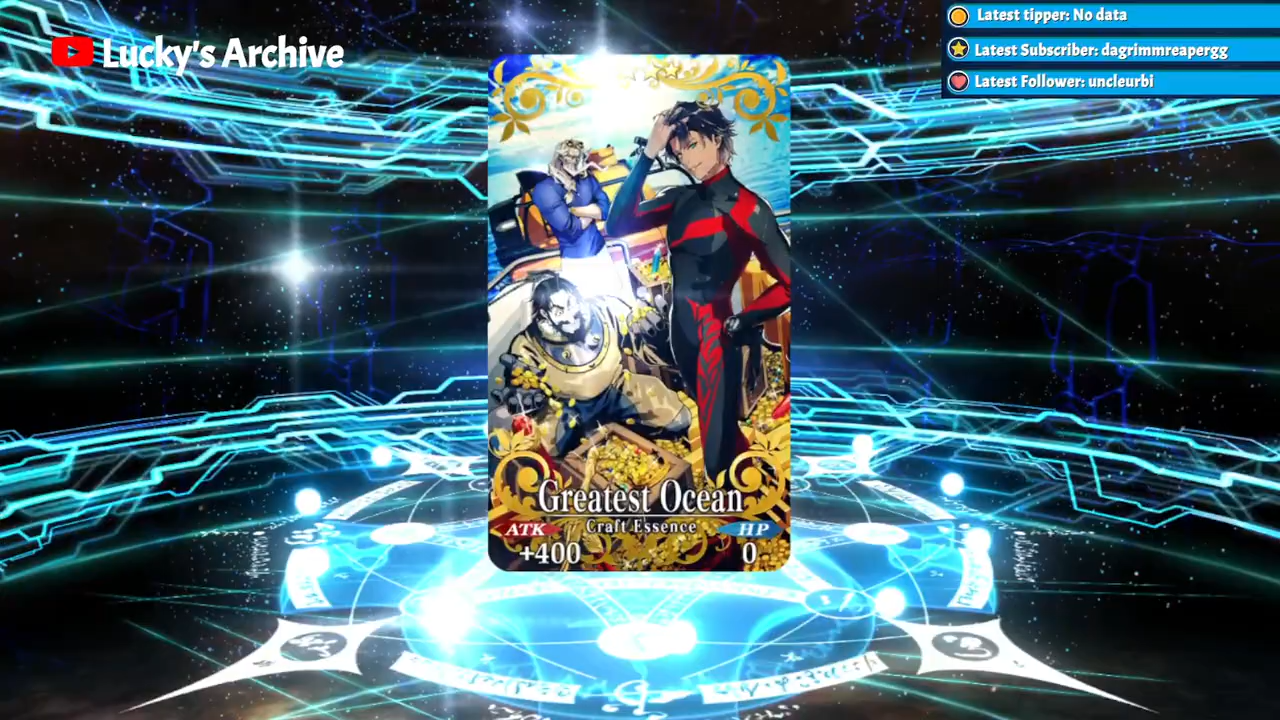 Lucky's Archive
Latest tipper: No data
Latest Subscriber: dagrimmreapergg
Latest Follower: uncleurbi
Greatest Ocean
Craft Essence
ATK
HP
+400
0